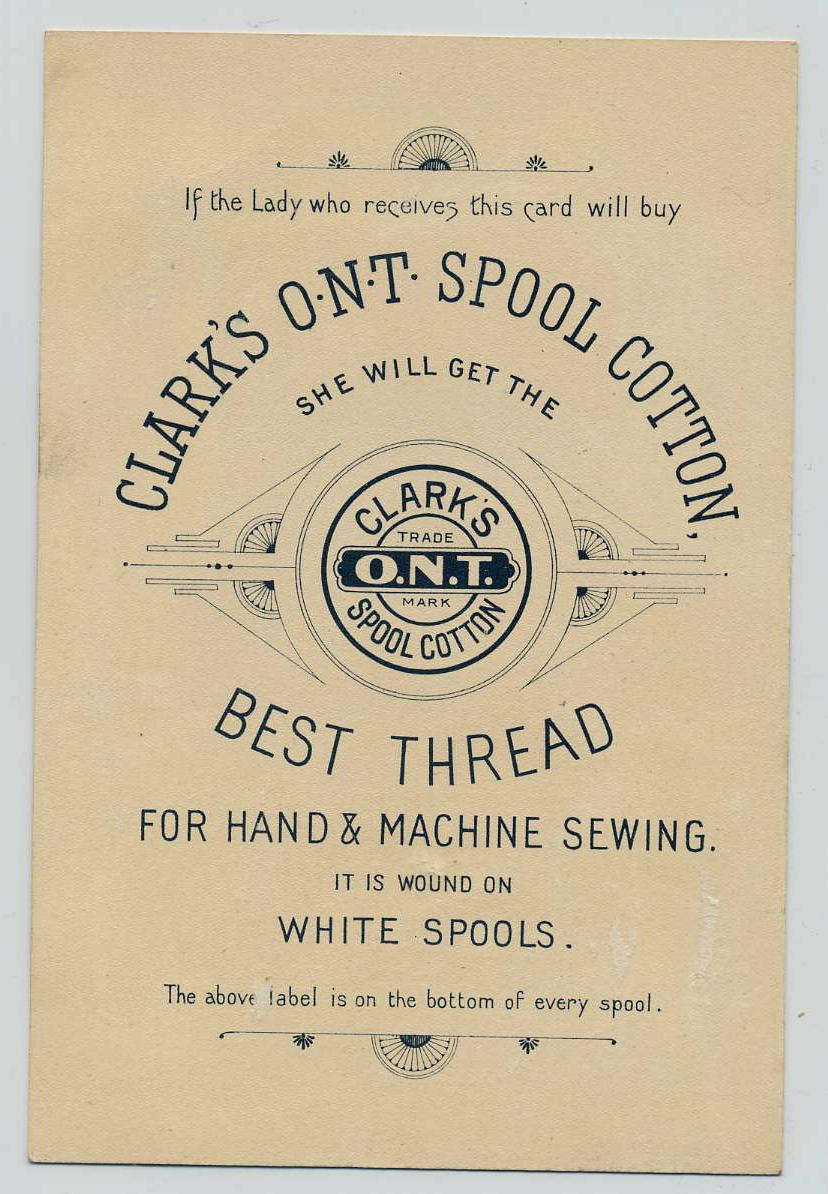 If the Lady who receives this card will buy
CLARK'S O·N·T· SPOOL COTTON,
SHE WILL GET THE
CLARK'S
TRADE
O.N.T.
MARK
SPOOL COTTON
BEST THREAD
FOR HAND & MACHINE SEWING.
IT IS WOUND ON
WHITE SPOOLS.
The above label is on the bottom of every spool.